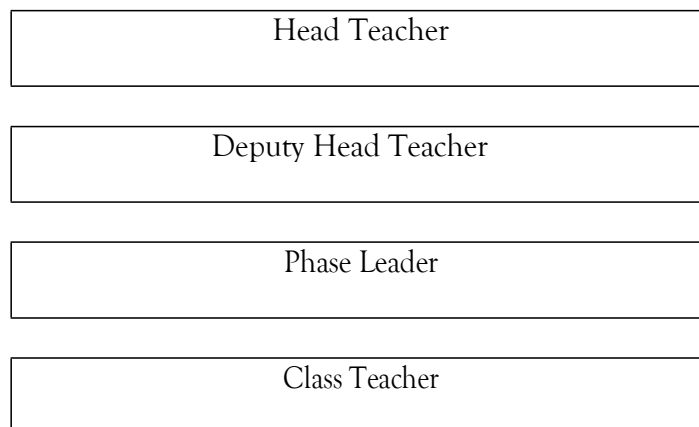 Head Teacher
Deputy Head Teacher
Phase Leader
Class Teacher